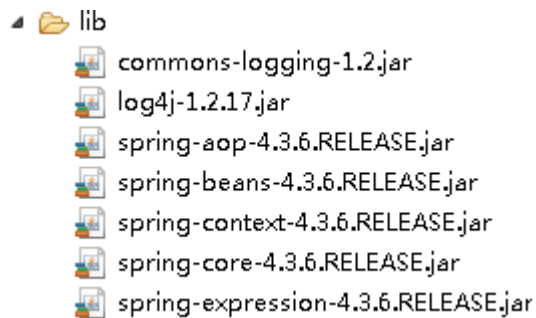 lib
commons-logging-1.2.jar
log4j-1.2.17.jar
spring-aop-4.3.6.RELEASE.jar
spring-beans-4.3.6.RELEASE.jar
spring-context-4.3.6.RELEASE.jar
spring-core-4.3.6.RELEASE.jar
spring-expression-4.3.6.RELEASE.jar